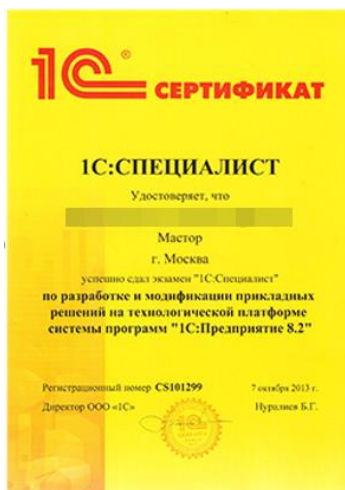 1С® СЕРТИФИКАТ
1С:СПЕЦИАЛИСТ
Удостоверяет, что
Мастор
г. Москва
успешно сдал экзамен "1С:Специалист"
по разработке и модификации прикладных
решений на технологической платформе
системы программ "1С:Предприятие 8.2"
Регистрационный номер CS101299 7 октября 2013 г.
Директор ООО «1С» Нуралиев Б.Г.
1С